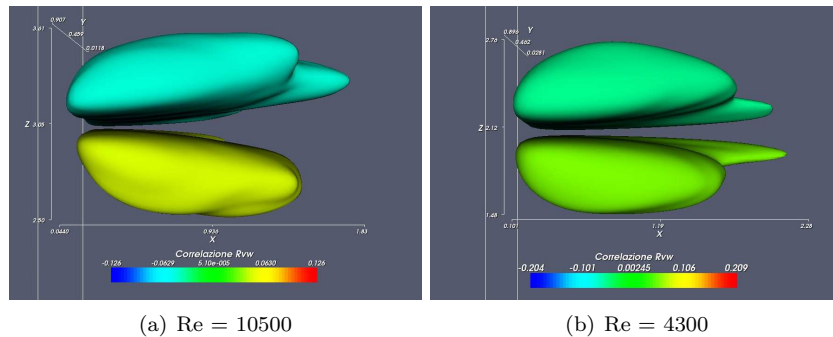 0.907
Y
0.459
0.0118
3.61
Z 3.05
2.50
0.0440 0.936 1.83
X
Correlazione Rvw
-0.126 -0.0629 5.10e-005 0.0630 0.126
(a) Re = 10500
0.896
Y
0.462
0.0281
2.76
Z 2.12
1.48
0.101 1.19 2.28
X
Correlazione Rvw
-0.204 -0.101 0.00245 0.106 0.209
(b) Re = 4300